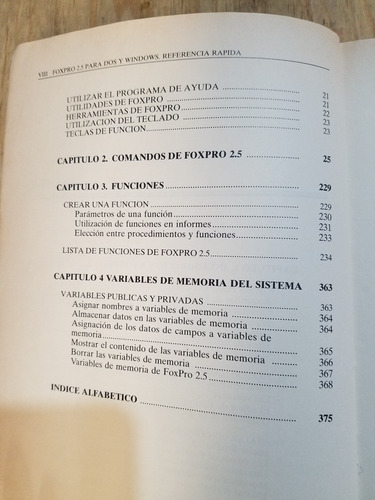 VIII FOXPRO 2.5 PARA DOS Y WINDOWS. REFERENCIA RAPIDA
UTILIZAR EL PROGRAMA DE AYUDA 21
UTILIDADES DE FOXPRO 21
HERRAMIENTAS DE FOXPRO 22
UTILIZACION DEL TECLADO 23
TECLAS DE FUNCION 23
CAPITULO 2. COMANDOS DE FOXPRO 2.5 25
CAPITULO 3. FUNCIONES 229
CREAR UNA FUNCION 229
Parámetros de una función 230
Utilización de funciones en informes 231
Elección entre procedimientos y funciones 233
LISTA DE FUNCIONES DE FOXPRO 2.5 234
CAPITULO 4 VARIABLES DE MEMORIA DEL SISTEMA 363
VARIABLES PUBLICAS Y PRIVADAS 363
Asignar nombres a variables de memoria 364
Almacenar datos en las variables de memoria 364
Asignación de los datos de campos a variables de
memoria 365
Mostrar el contenido de las variables de memoria 366
Borrar las variables de memoria 367
Variables de memoria de FoxPro 2.5 368
INDICE ALFABETICO 375